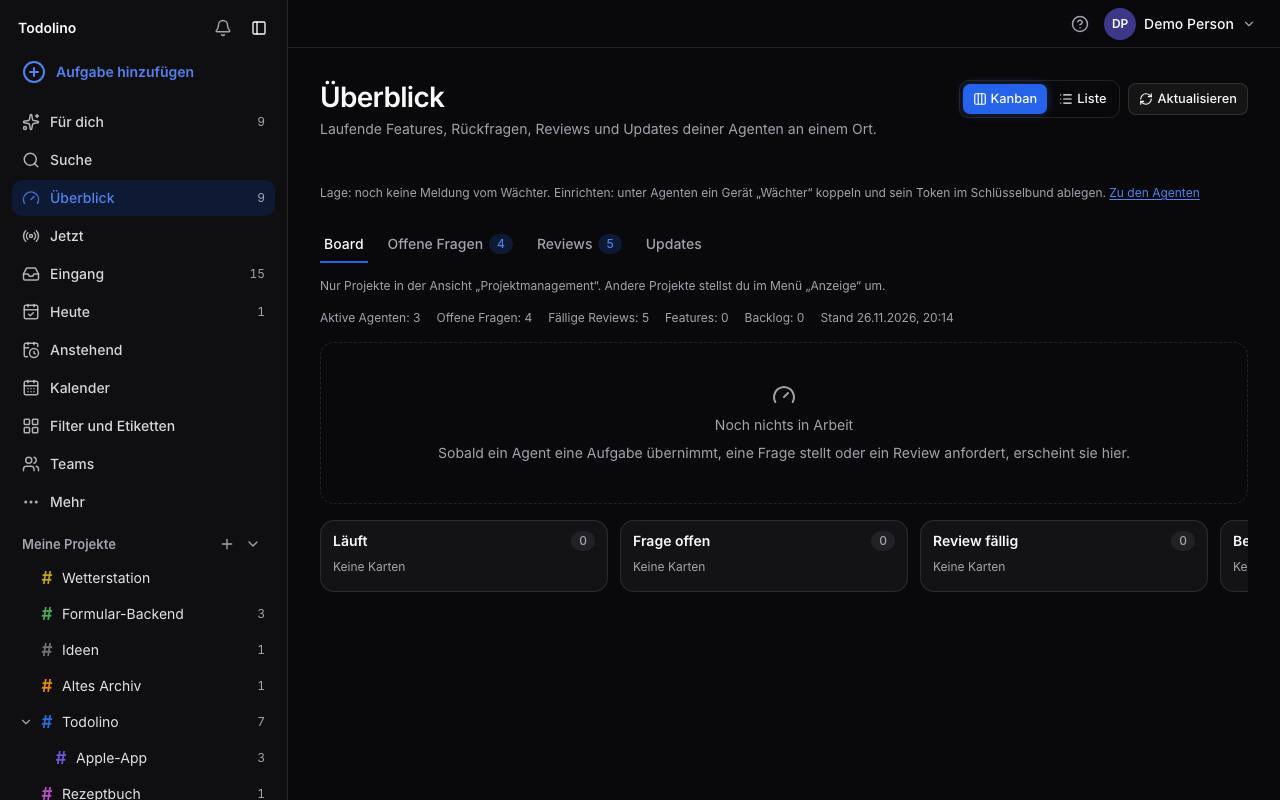 Todolino
DP
Demo Person
Aufgabe hinzufügen
Für dich 9
Suche
Überblick 9
Jetzt
Eingang 15
Heute 1
Anstehend
Kalender
Filter und Etiketten
Teams
Mehr
Meine Projekte
# Wetterstation
# Formular-Backend 3
# Ideen 1
# Altes Archiv 1
# Todolino 7
# Apple-App 3
# Rezeptbuch 1
Überblick
Kanban
Liste
Aktualisieren
Laufende Features, Rückfragen, Reviews und Updates deiner Agenten an einem Ort.
Lage: noch keine Meldung vom Wächter. Einrichten: unter Agenten ein Gerät „Wächter“ koppeln und sein Token im Schlüsselbund ablegen. Zu den Agenten
Board Offene Fragen 4 Reviews 5 Updates
Nur Projekte in der Ansicht „Projektmanagement“. Andere Projekte stellst du im Menü „Anzeige“ um.
Aktive Agenten: 3 Offene Fragen: 4 Fällige Reviews: 5 Features: 0 Backlog: 0 Stand 26.11.2026, 20:14
Noch nichts in Arbeit
Sobald ein Agent eine Aufgabe übernimmt, eine Frage stellt oder ein Review anfordert, erscheint sie hier.
Läuft 0
Keine Karten
Frage offen 0
Keine Karten
Review fällig 0
Keine Karten
Be
Ke